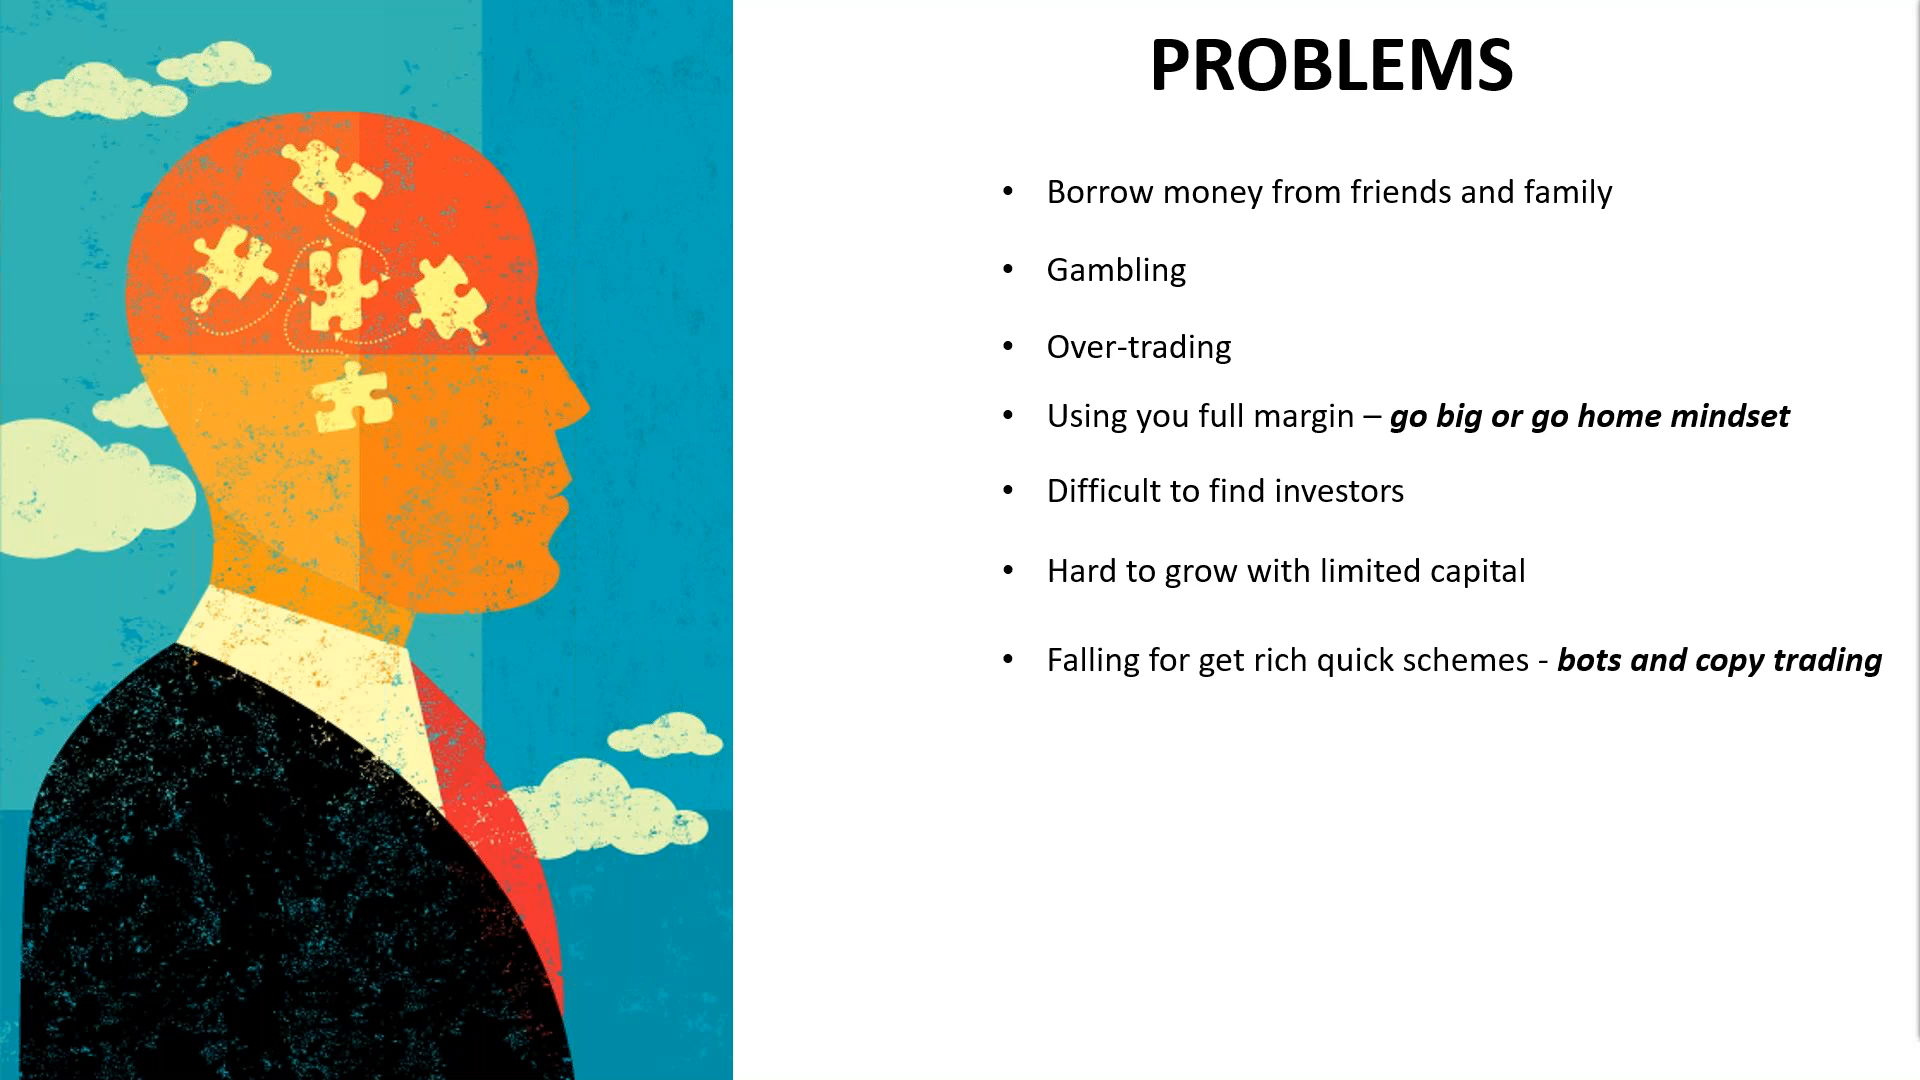 PROBLEMS
• Borrow money from friends and family
• Gambling
• Over-trading
• Using you full margin – go big or go home mindset
• Difficult to find investors
• Hard to grow with limited capital
• Falling for get rich quick schemes - bots and copy trading